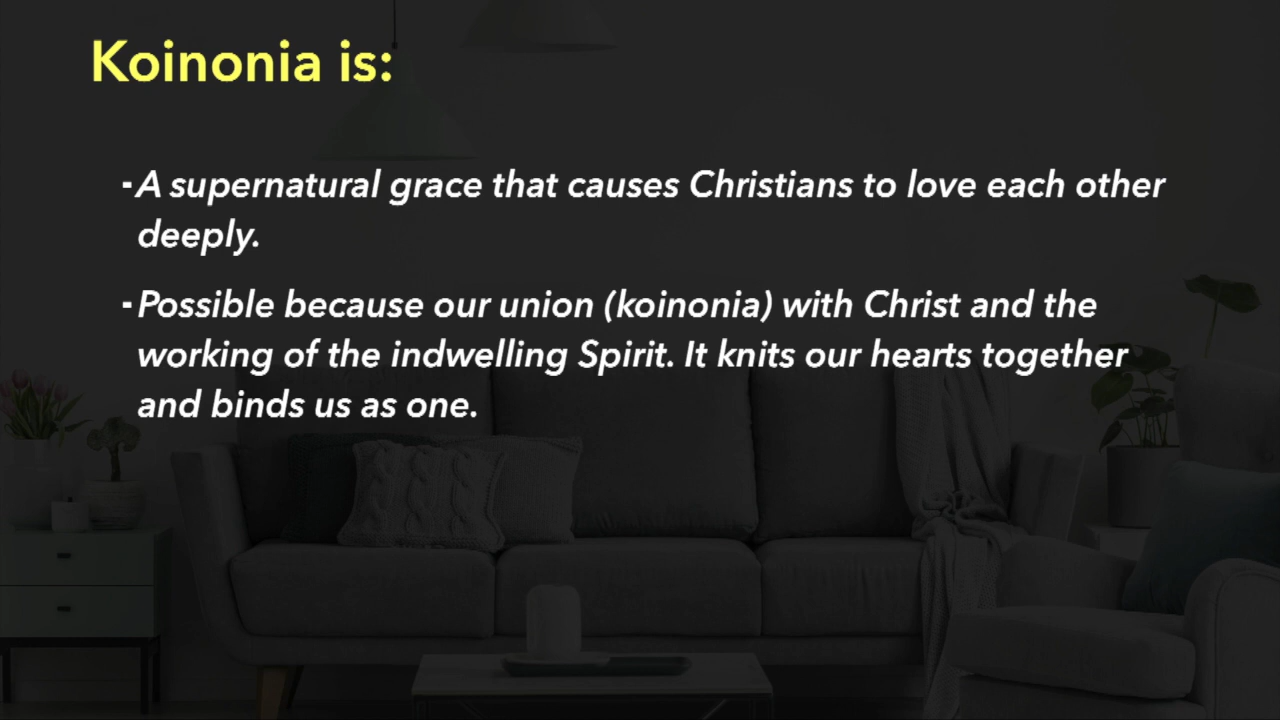 Koinonia is:
-A supernatural grace that causes Christians to love each other
deeply.
-Possible because our union (koinonia) with Christ and the
working of the indwelling Spirit. It knits our hearts together
and binds us as one.